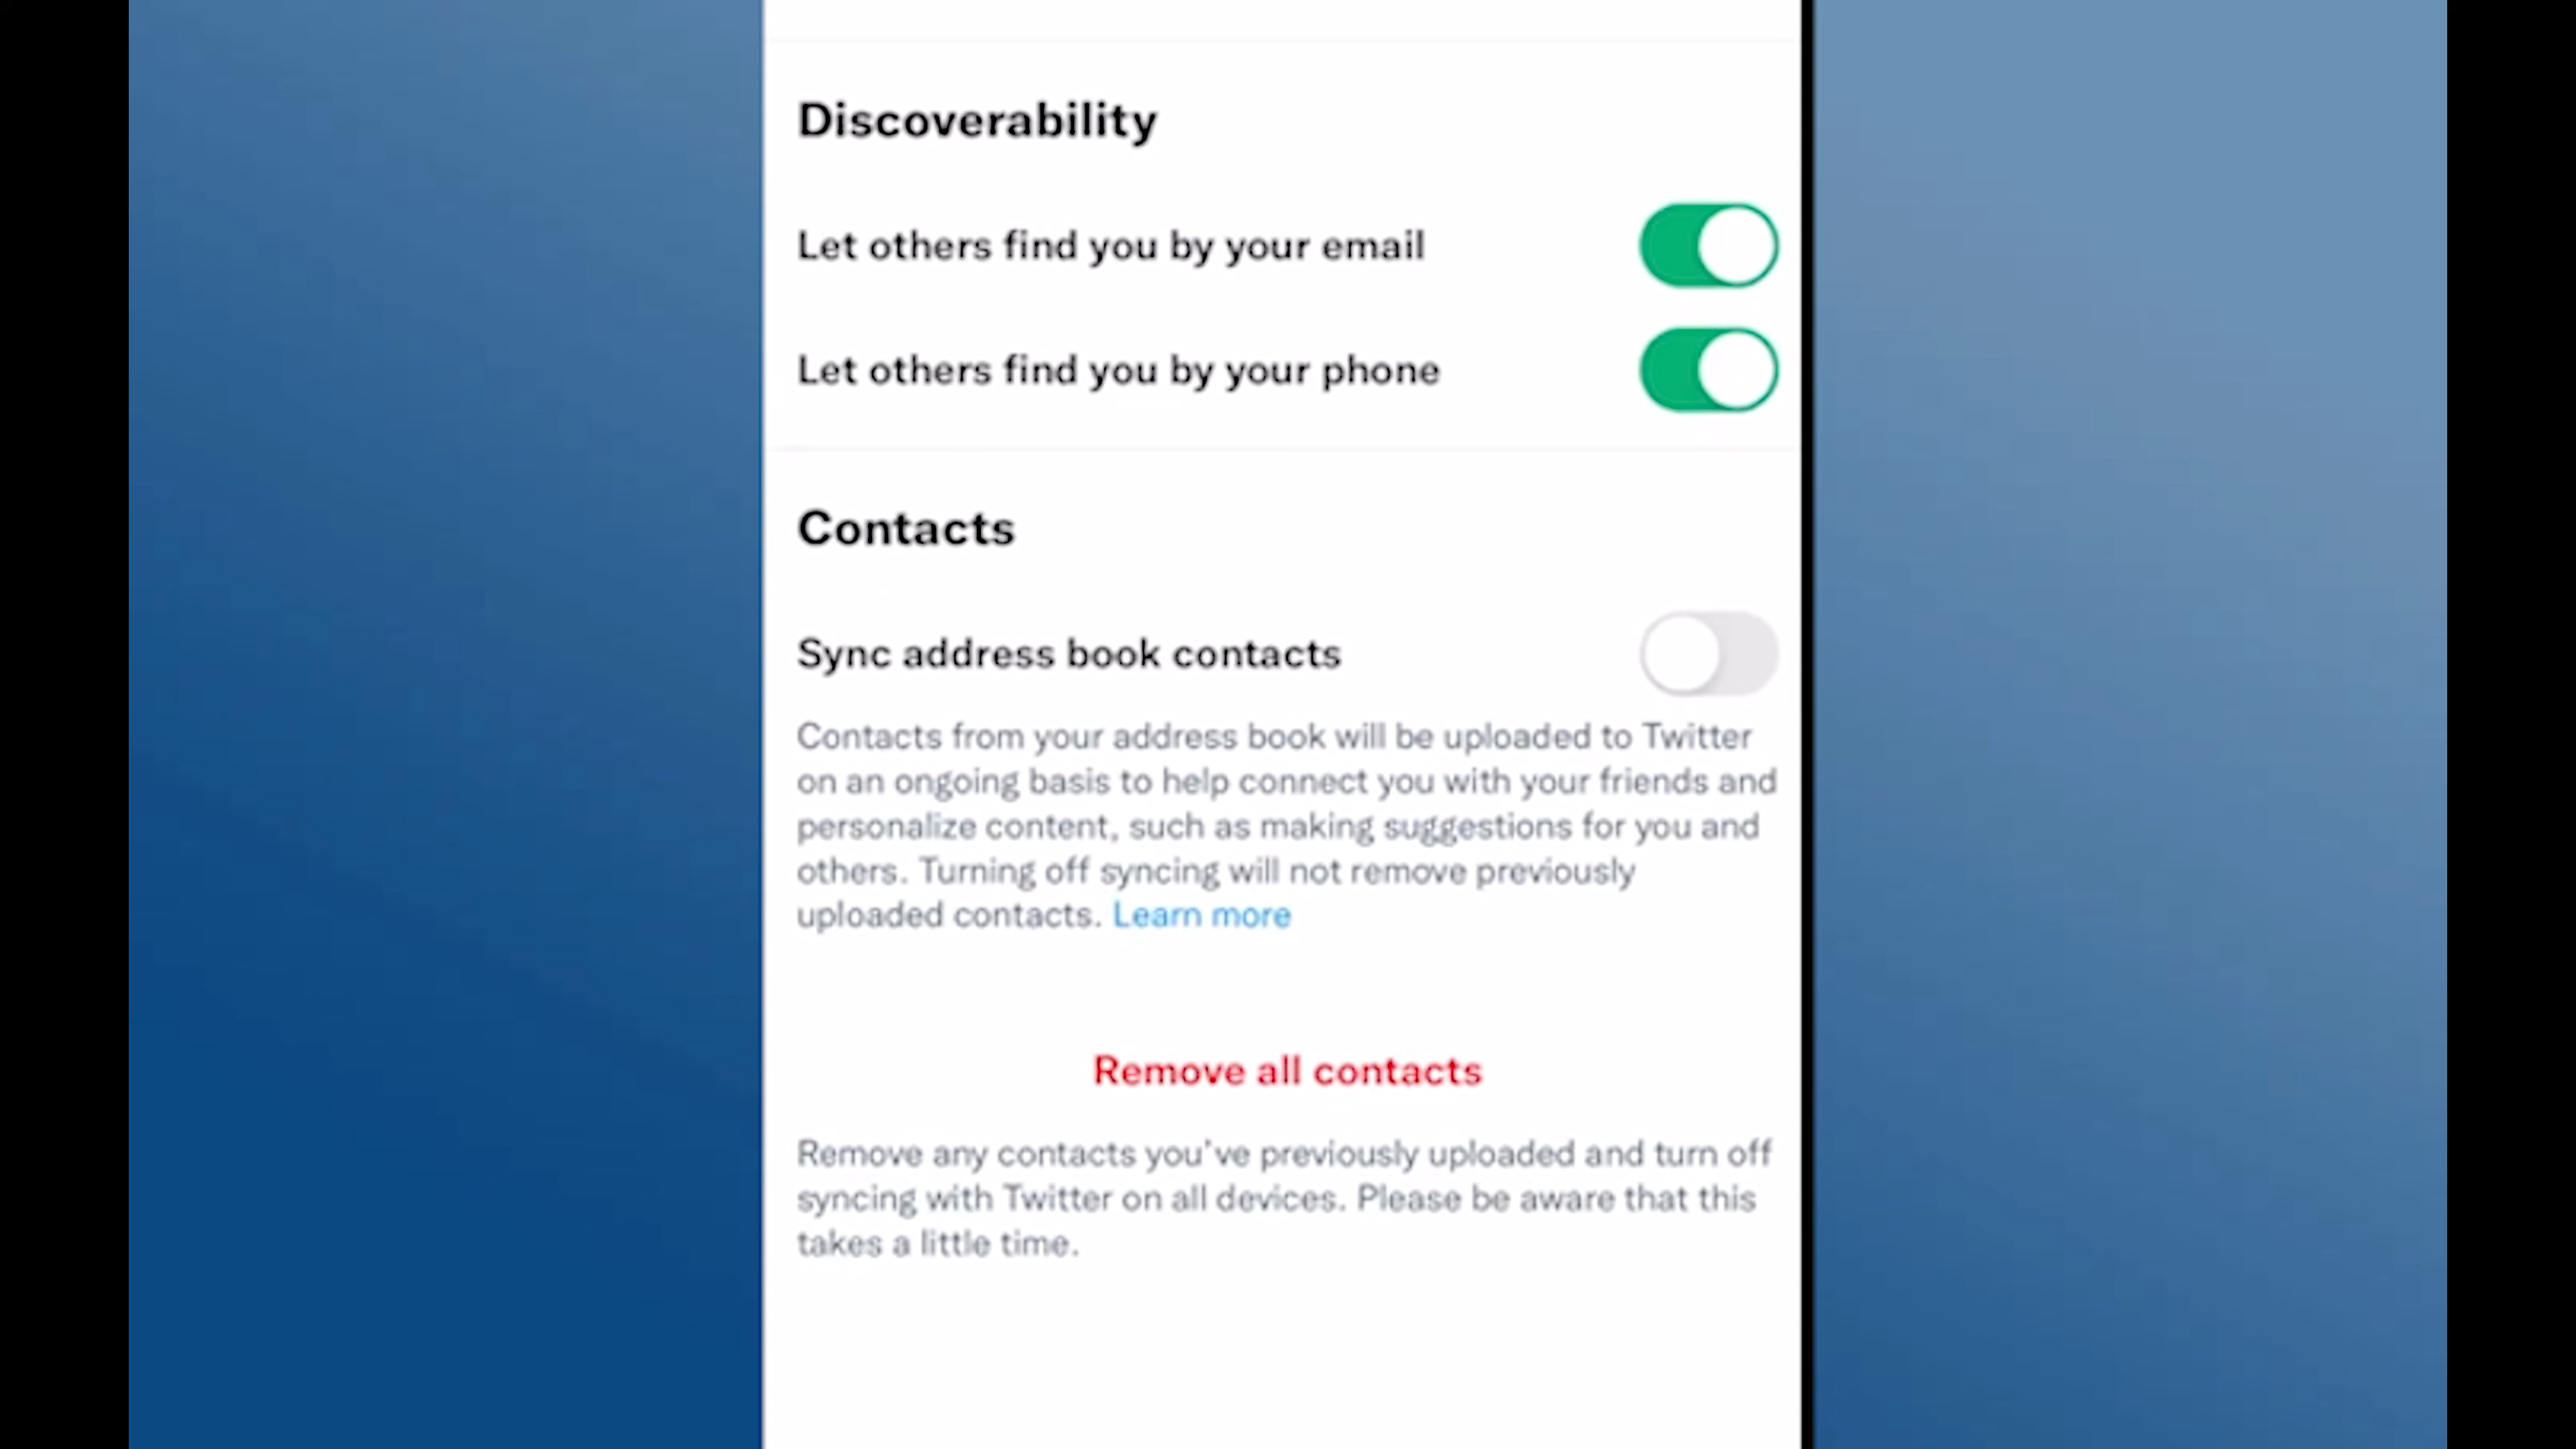 Discoverability
Let others find you by your email
Let others find you by your phone
Contacts
Sync address book contacts
Contacts from your address book will be uploaded to Twitter
on an ongoing basis to help connect you with your friends and
personalize content, such as making suggestions for you and
others. Turning off syncing will not remove previously
uploaded contacts. Learn more
Remove all contacts
Remove any contacts you've previously uploaded and turn off
syncing with Twitter on all devices. Please be aware that this
takes a little time.